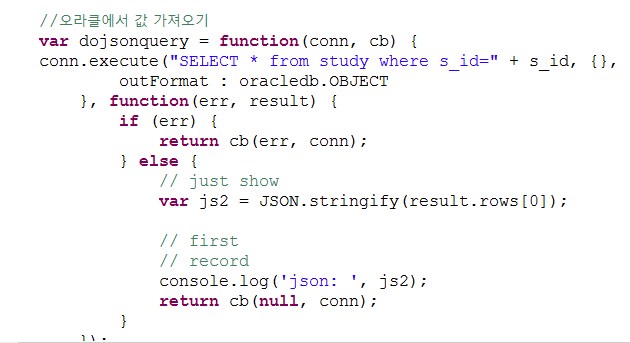 //오라클에서 값 가져오기
var dojsonquery = function(conn, cb) {
conn.execute("SELECT * from study where s_id=" + s_id, {},
outFormat : oracledb.OBJECT
}, function(err, result) {
if (err) {
return cb(err, conn);
} else {
// just show
var js2 = JSON.stringify(result.rows[0]);
// first
// record
console.log('json: ', js2);
return cb(null, conn);
}
});